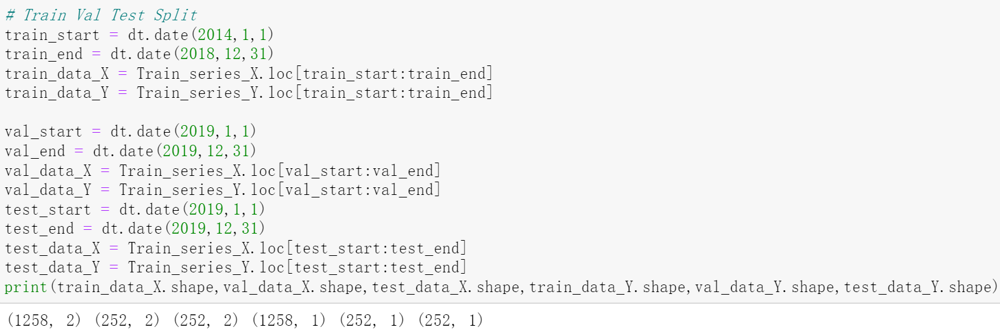 # Train Val Test Split
train_start = dt.date(2014,1,1)
train_end = dt.date(2018,12,31)
train_data_X = Train_series_X.loc[train_start:train_end]
train_data_Y = Train_series_Y.loc[train_start:train_end]
val_start = dt.date(2019,1,1)
val_end = dt.date(2019,12,31)
val_data_X = Train_series_X.loc[val_start:val_end]
val_data_Y = Train_series_Y.loc[val_start:val_end]
test_start = dt.date(2019,1,1)
test_end = dt.date(2019,12,31)
test_data_X = Train_series_X.loc[test_start:test_end]
test_data_Y = Train_series_Y.loc[test_start:test_end]
print(train_data_X.shape,val_data_X.shape,test_data_X.shape,train_data_Y.shape,val_data_Y.shape,test_data_Y.shape)
(1258, 2) (252, 2) (252, 2) (1258, 1) (252, 1) (252, 1)